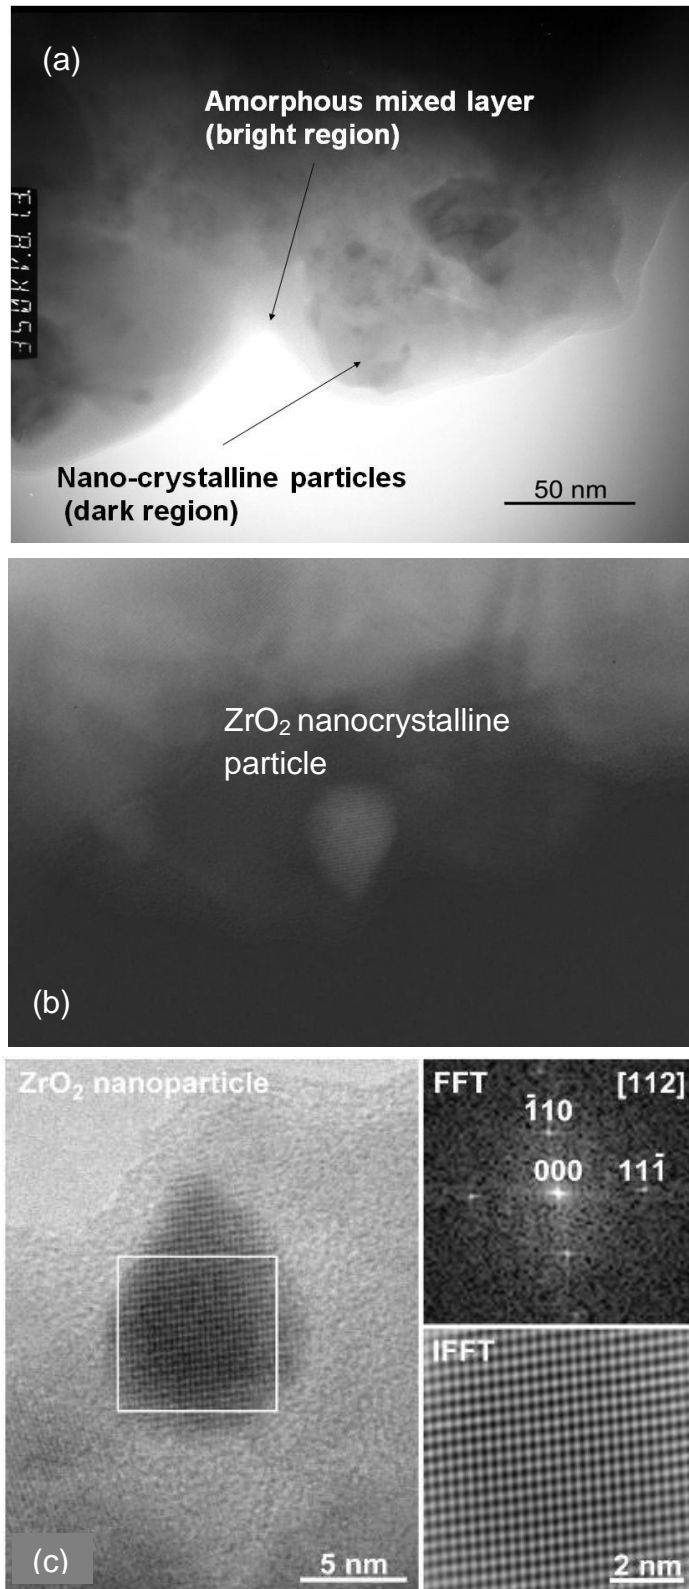 (a)
Amorphous mixed layer
(bright region)
Nano-crystalline particles
(dark region)
50 nm
ZrO₂ nanocrystalline
particle
(b)
ZrO₂ nanoparticle
5 nm
(c)
FFT
[112]
1̄10
000
111̄
IFFT
2 nm